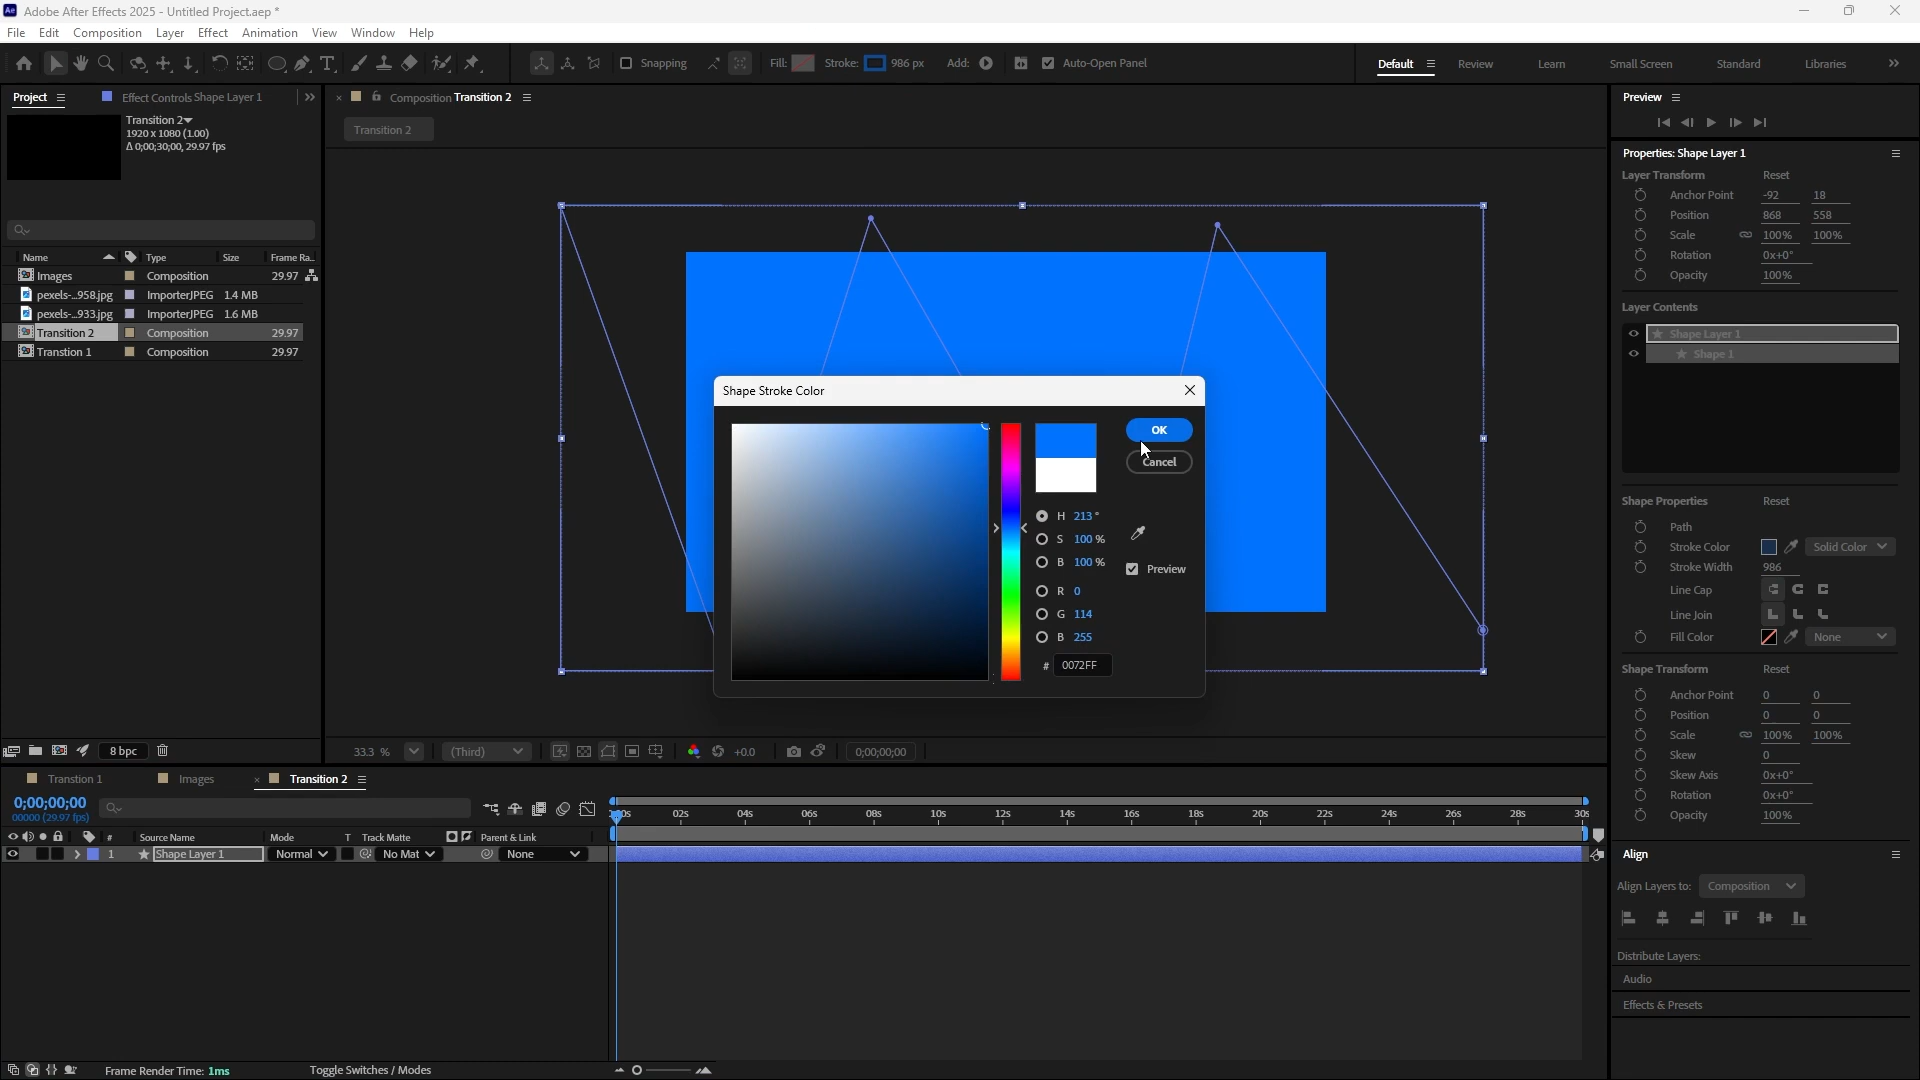 Ae Adobe After Effects 2025 - Untitled Project.aep *
File Edit Composition Layer Effect Animation View Window Help
Snapping Fill: Stroke: 986 px Add: Auto-Open Panel Default Review Learn Small Screen Standard Libraries
Project Effect Controls Shape Layer 1
Composition Transition 2
Preview
Transition 2
1920 x 1080 (1.00)
Δ 0;00;30;00, 29.97 fps
Transition 2
Name Type Size Frame Ra...
Images Composition 29.97
pexels-...958.jpg ImporterJPEG 1.4 MB
pexels-...933.jpg ImporterJPEG 1.6 MB
Transition 2 Composition 29.97
Transtion 1 Composition 29.97
8 bpc
Shape Stroke Color
OK
Cancel
H 213 °
S 100 %
B 100 %
Preview
R 0
G 114
B 255
# 0072FF
33.3 % (Third) +0.0 0;00;00;00
Properties: Shape Layer 1
Layer Transform Reset
Anchor Point -92 18
Position 868 558
Scale 100% 100%
Rotation 0x+0°
Opacity 100%
Layer Contents
Shape Layer 1
Shape 1
Shape Properties Reset
Path
Stroke Color Solid Color
Stroke Width 986
Line Cap
Line Join
Fill Color None
Shape Transform Reset
Anchor Point 0 0
Position 0 0
Scale 100% 100%
Skew 0
Skew Axis 0x+0°
Rotation 0x+0°
Opacity 100%
Align
Align Layers to: Composition
Distribute Layers:
Audio
Effects & Presets
Transtion 1 Images Transition 2
0;00;00;00
00000 (29.97 fps)
02s 04s 06s 08s 10s 12s 14s 16s 18s 20s 22s 24s 26s 28s 30s
# Source Name Mode T Track Matte Parent & Link
1 Shape Layer 1 Normal No Mat None
Frame Render Time: 1ms Toggle Switches / Modes